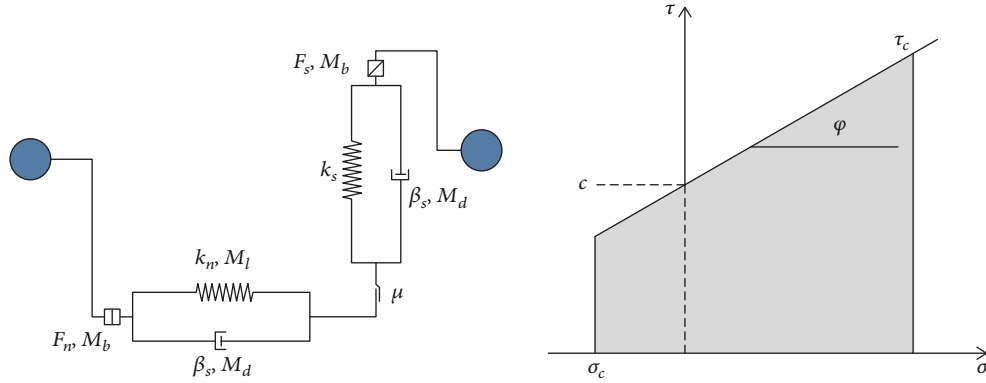 F_s, M_b
k_s
β_s, M_d
k_n, M_l
μ
F_n, M_b
β_s, M_d
τ
τ_c
φ
c
σ_c
σ